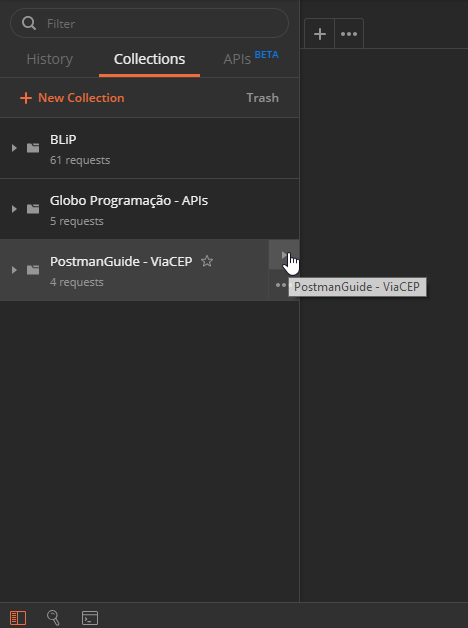 Filter
History
Collections
APIs BETA
+ New Collection
Trash
BLiP
61 requests
Globo Programação - APIs
5 requests
PostmanGuide - ViaCEP
4 requests
PostmanGuide - ViaCEP